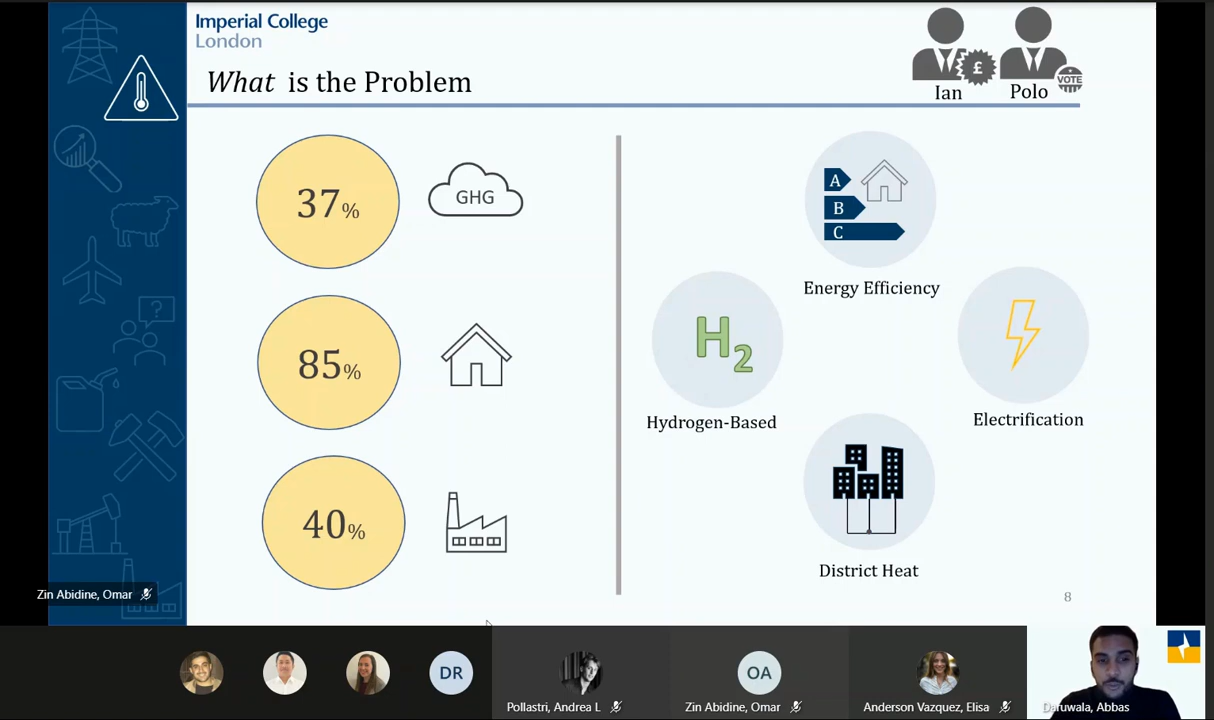 Imperial College
London
What is the Problem
£
VOTE
Ian
Polo
37%
GHG
85%
40%
A
B
C
Energy Efficiency
H2
Hydrogen-Based
Electrification
District Heat
8
?
Zin Abidine, Omar
DR
Pollastri, Andrea L
OA
Zin Abidine, Omar
Anderson Vazquez, Elisa
Daruwala, Abbas